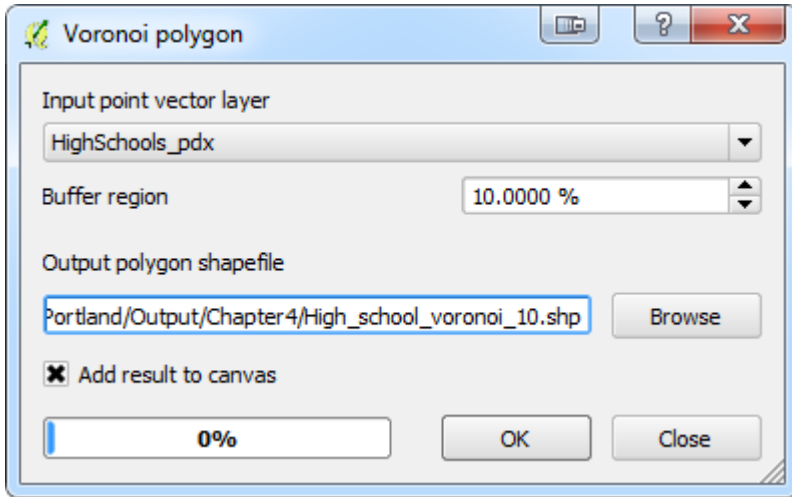 Voronoi polygon
Input point vector layer
HighSchools_pdx
Buffer region 10.0000 %
Output polygon shapefile
Portland/Output/Chapter4/High_school_voronoi_10.shp Browse
Add result to canvas
0% OK Close